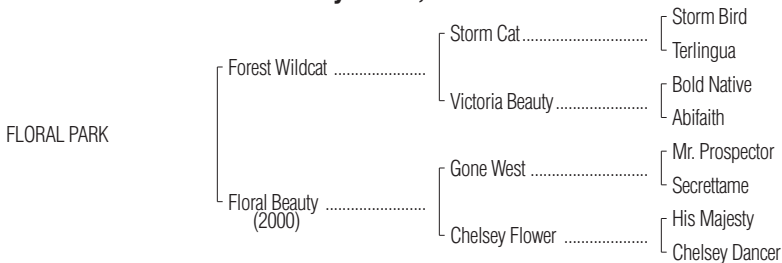 Storm Bird
Storm Cat..............................
Terlingua
Forest Wildcat ......................
Bold Native
Victoria Beauty......................
Abifaith
FLORAL PARK
Mr. Prospector
Gone West ............................
Secrettame
Floral Beauty ........................
(2000)
His Majesty
Chelsey Flower ....................
Chelsey Dancer